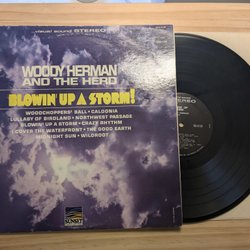 visual sound STEREO
WOODY HERMAN
AND THE HERD
BLOWIN' UP A STORM!
WOODCHOPPERS' BALL • CALDONIA
LULLABY OF BIRDLAND • NORTHWEST PASSAGE
BLOWIN' UP A STORM • CRAZY RHYTHM
I COVER THE WATERFRONT • THE GOOD EARTH
MIDNIGHT SUN • WILDROOT
SUNSET